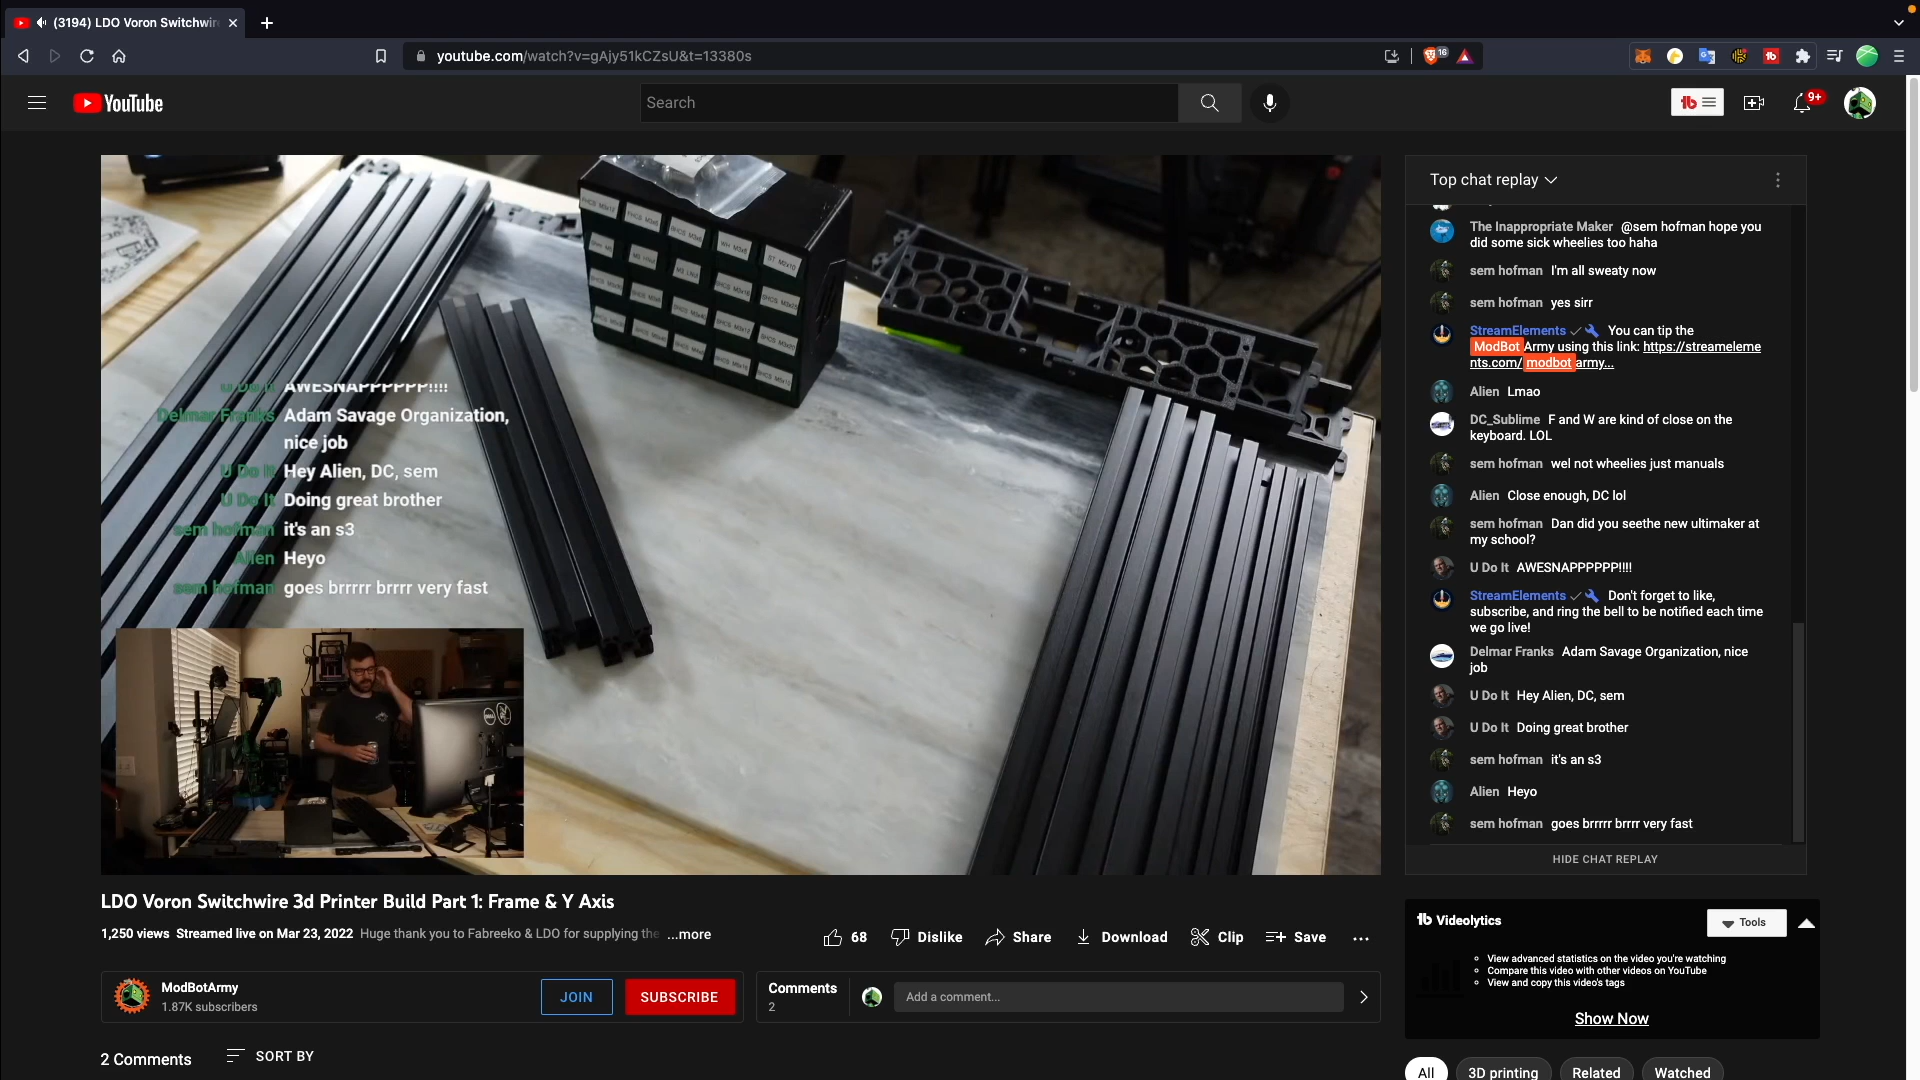 (3194) LDO Voron Switchwir
youtube.com/watch?v=gAjy51kCZsU&t=13380s
16
YouTube
Search
9+
U Do It AWESNAPPPPPP!!!!
Delmar Franks Adam Savage Organization,
nice job
U Do It Hey Alien, DC, sem
U Do It Doing great brother
sem hofman it's an s3
Alien Heyo
sem hofman goes brrrrr brrrr very fast
DELL
Top chat replay
The Inappropriate Maker @sem hofman hope you
did some sick wheelies too haha
sem hofman I'm all sweaty now
sem hofman yes sirr
StreamElements You can tip the
ModBot Army using this link: https://streameleme
nts.com/modbotarmy...
Alien Lmao
DC_Sublime F and W are kind of close on the
keyboard. LOL
sem hofman wel not wheelies just manuals
Alien Close enough, DC lol
sem hofman Dan did you seethe new ultimaker at
my school?
U Do It AWESNAPPPPPP!!!!
StreamElements Don't forget to like,
subscribe, and ring the bell to be notified each time
we go live!
Delmar Franks Adam Savage Organization, nice
job
U Do It Hey Alien, DC, sem
U Do It Doing great brother
sem hofman it's an s3
Alien Heyo
sem hofman goes brrrrr brrrr very fast
HIDE CHAT REPLAY
LDO Voron Switchwire 3d Printer Build Part 1: Frame & Y Axis
1,250 views Streamed live on Mar 23, 2022 Huge thank you to Fabreeko & LDO for supplying the ...more
68 Dislike Share Download Clip Save ...
ModBotArmy
1.87K subscribers
JOIN
SUBSCRIBE
Comments
2
Add a comment...
2 Comments
SORT BY
Videolytics
Tools
View advanced statistics on the video you're watching
Compare this video with other videos on YouTube
View and copy this video's tags
Show Now
All 3D printing Related Watched